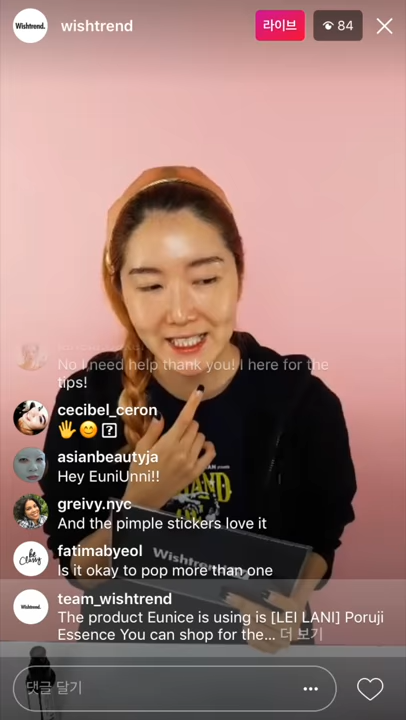 Wishtrend.
wishtrend
라이브
84
No I need help thank you! I here for the
tips!
cecibel_ceron
🖐😊
asianbeautyja
Hey EuniUnni!!
greivy.nyc
And the pimple stickers love it
fatimabyeol
Is it okay to pop more than one
team_wishtrend
The product Eunice is using is [LEI LANI] Poruji
Essence You can shop for the... 더 보기
Wishtrend
댓글 달기